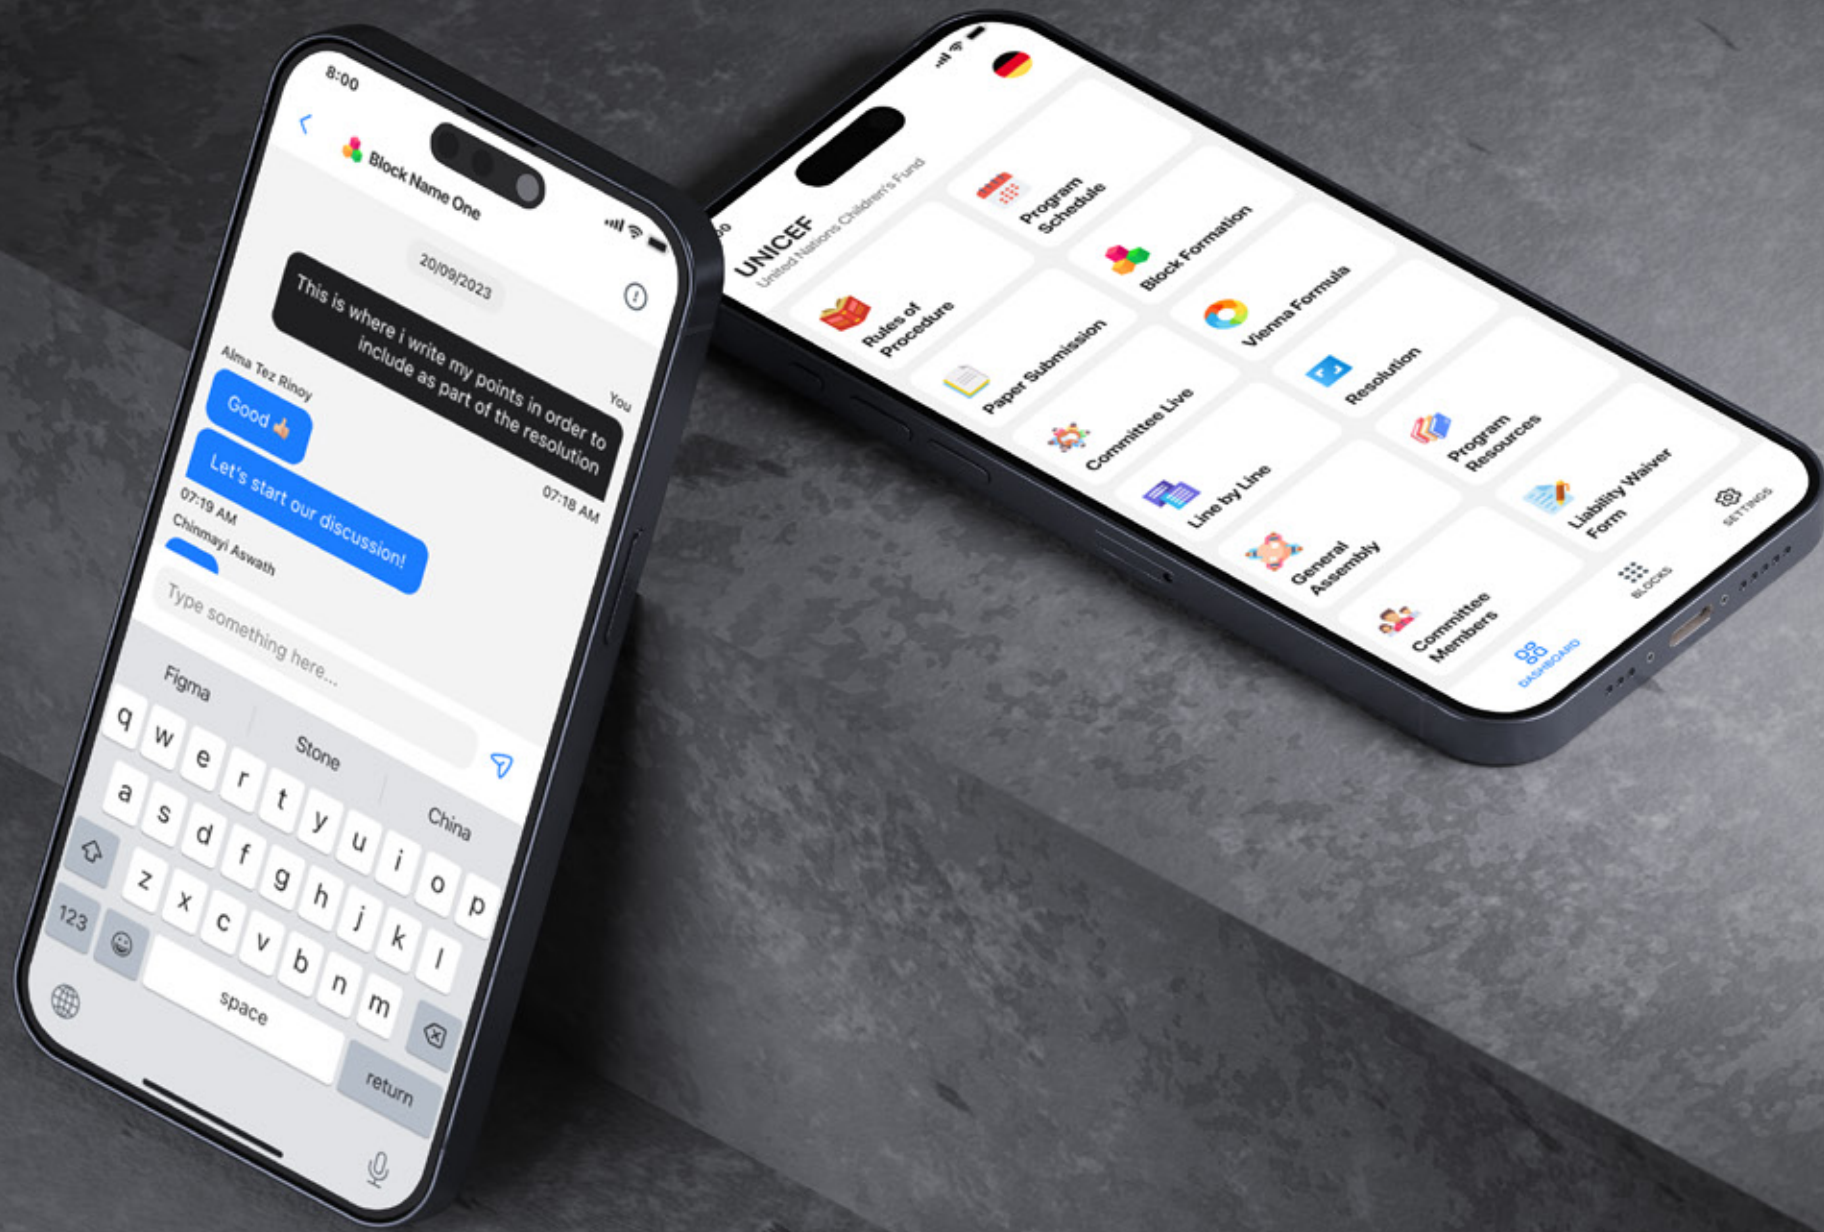 8:00
Block Name One
20/09/2023
You
This is where i write my points in order to
include as part of the resolution
07:18 AM
Alma Tez Rinoy
Good 👍🏼
Let's start our discussion!
07:19 AM
Chinmayi Aswath
Type something here...
Figma
Stone
China
q w e r t y u i o p
a s d f g h j k l
z x c v b n m
123
space
return
UNICEF
United Nations Children's Fund
Rules of
Procedure
Program
Schedule
Paper Submission
Block Formation
Committee Live
Vienna Formula
Line by Line
Resolution
General
Assembly
Program
Resources
Committee
Members
Liability Waiver
Form
DASHBOARD
BLOCKS
SETTINGS